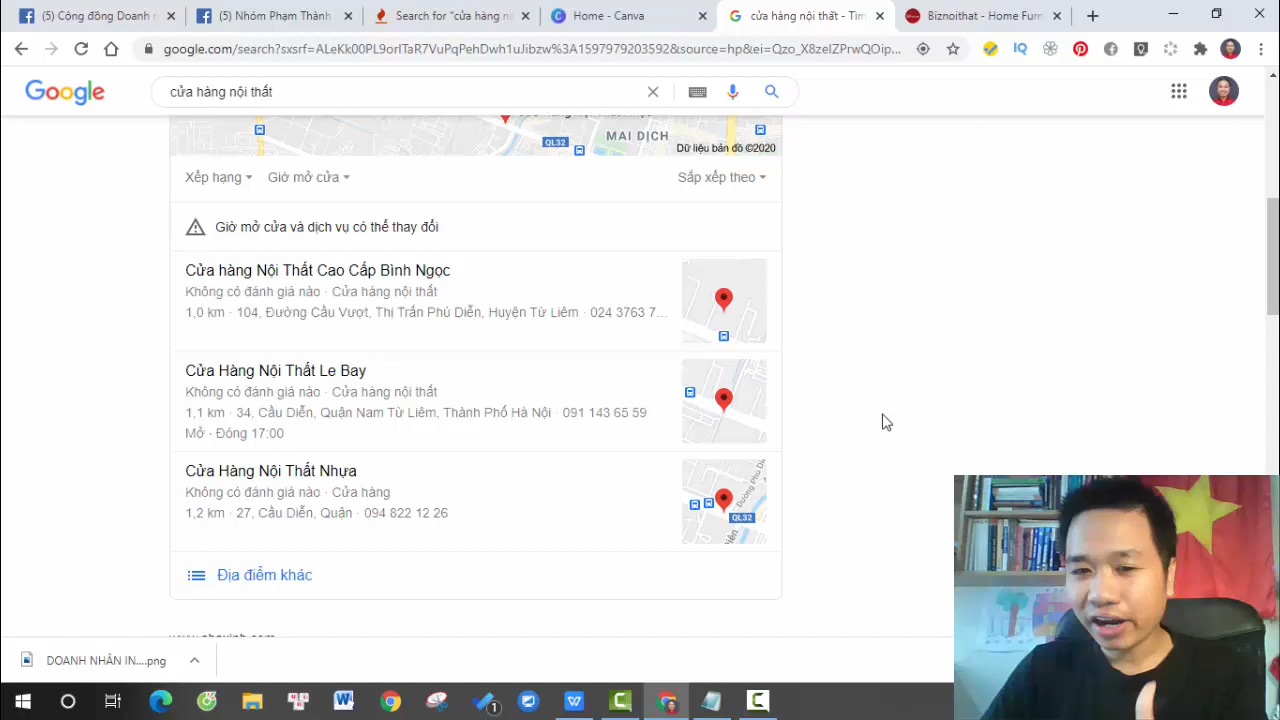 (5) Cộng đồng Doanh n
(5) Nhóm Phạm Thành
Search for "cửa hàng nộ
Home - Canva
cửa hàng nội thất - Tìm
Biznoithat - Home Furn
google.com/search?sxsrf=ALeKk00PL9orITaR7VuPqPehDwh1uJibzw%3A1597979203592&source=hp&ei=Qzo_X8zeIZPrwQOip...
IQ
Google
cửa hàng nội thất
QL32
MAI DỊCH
Dữ liệu bản đồ ©2020
Xếp hạng
Giờ mở cửa
Sắp xếp theo
Giờ mở cửa và dịch vụ có thể thay đổi
Cửa hàng Nội Thất Cao Cấp Bình Ngọc
Không có đánh giá nào · Cửa hàng nội thất
1,0 km · 104, Đường Cầu Vượt, Thị Trấn Phú Diễn, Huyện Từ Liêm · 024 3763 7...
Cửa Hàng Nội Thất Le Bay
Không có đánh giá nào · Cửa hàng nội thất
1,1 km · 34, Cầu Diễn, Quận Nam Từ Liêm, Thành Phố Hà Nội · 091 143 65 59
Mở · Đóng 17:00
Cửa Hàng Nội Thất Nhựa
Không có đánh giá nào · Cửa hàng
1,2 km · 27, Cầu Diễn, Quận · 094 822 12 26
QL32
Địa điểm khác
DOANH NHÂN IN....png
1